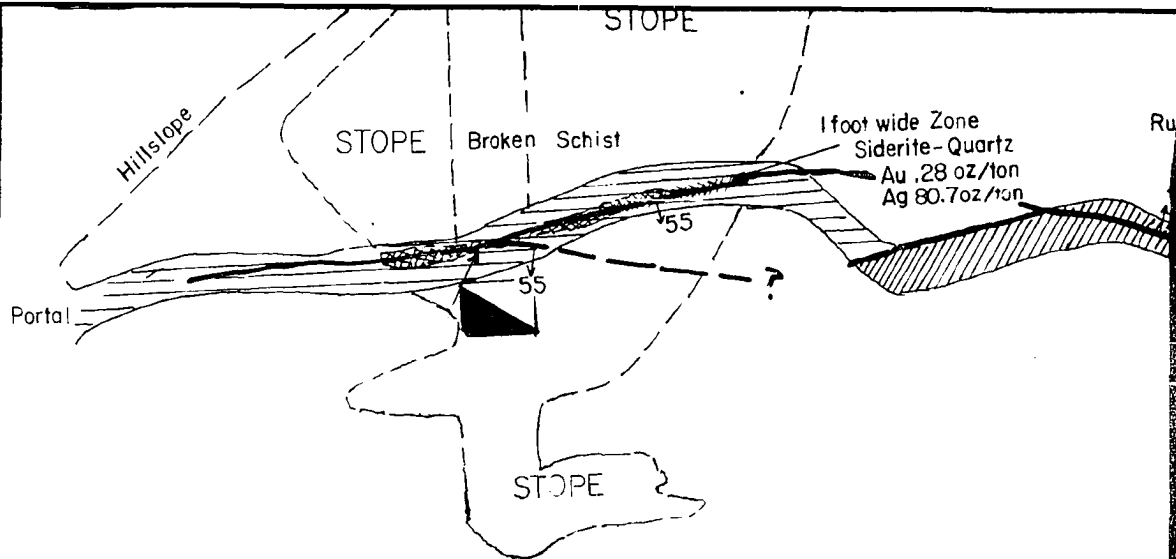 STOPE
Hillslope
STOPE
Broken Schist
1 foot wide Zone
Siderite-Quartz
Au .28 oz/ton
Ag 80.7oz/ton
Ru
55
55
?
Portal
STOPE